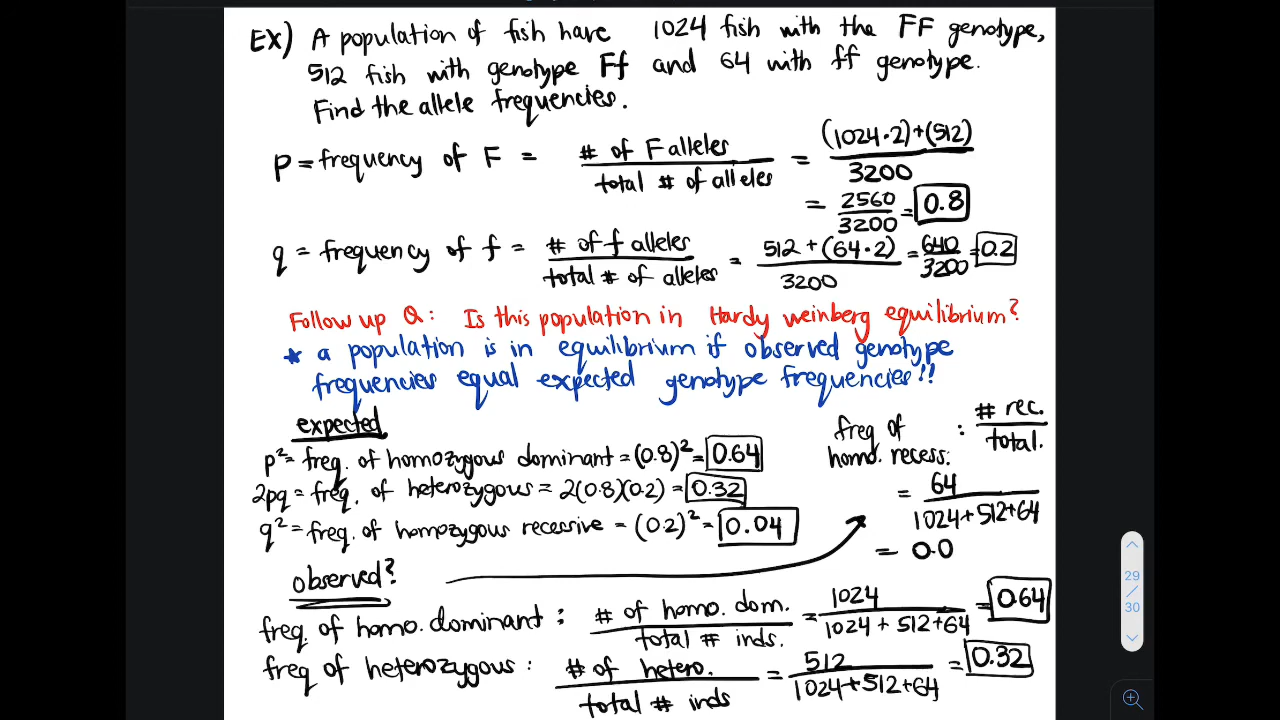 Ex) A population of fish have 1024 fish with the FF genotype,
512 fish with genotype Ff and 64 with ff genotype.
Find the allele frequencies.
p = frequency of F = # of F alleles / total # of alleles = (1024·2)+(512) / 3200
= 2560/3200 = 0.8
q = frequency of f = # of f alleles / total # of alleles = 512 + (64·2) / 3200 = 640/3200 = 0.2
Follow up Q: Is this population in Hardy weinberg equilibrium?
* a population is in equilibrium if observed genotype
frequencies equal expected genotype frequencies!!
expected
p² = freq. of homozygous dominant = (0.8)² = 0.64
2pq = freq. of heterozygous = 2(0.8)(0.2) = 0.32
q² = freq. of homozygous recessive = (0.2)² = 0.04
freq of
homo. recess: : # rec. / total.
= 64 / 1024+512+64
= 0.0
observed?
freq. of homo. dominant : # of homo. dom. / total # inds. = 1024 / 1024 + 512+64 = 0.64
freq of heterozygous : # of hetero. / total # inds = 512 / 1024+512+64 = 0.32
29
/
30